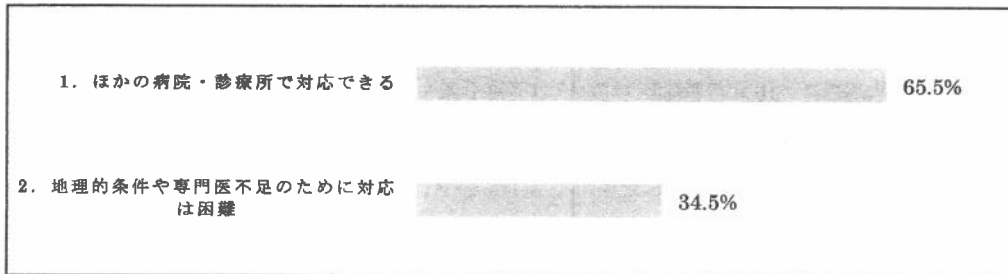 1. ほかの病院・診療所で対応できる
65.5%
2. 地理的条件や専門医不足のために対応
は困難
34.5%